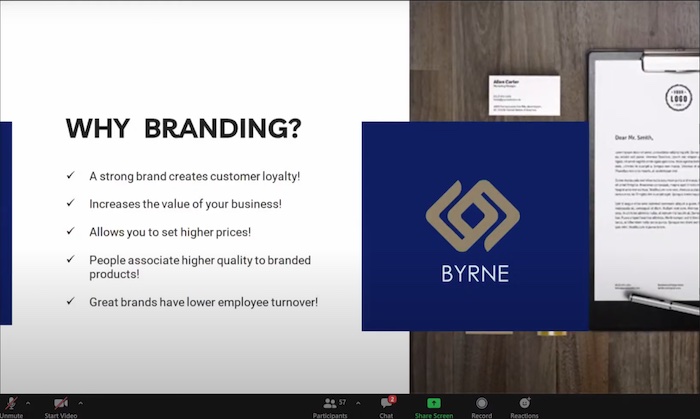 WHY BRANDING?
✓ A strong brand creates customer loyalty!
✓ Increases the value of your business!
✓ Allows you to set higher prices!
✓ People associate higher quality to branded
products!
✓ Great brands have lower employee turnover!
BYRNE
Allan Carter
YOUR
LOGO
Dear Mr. Smith,
Unmute
Start Video
57
Participants
2
Chat
Share Screen
Record
Reactions